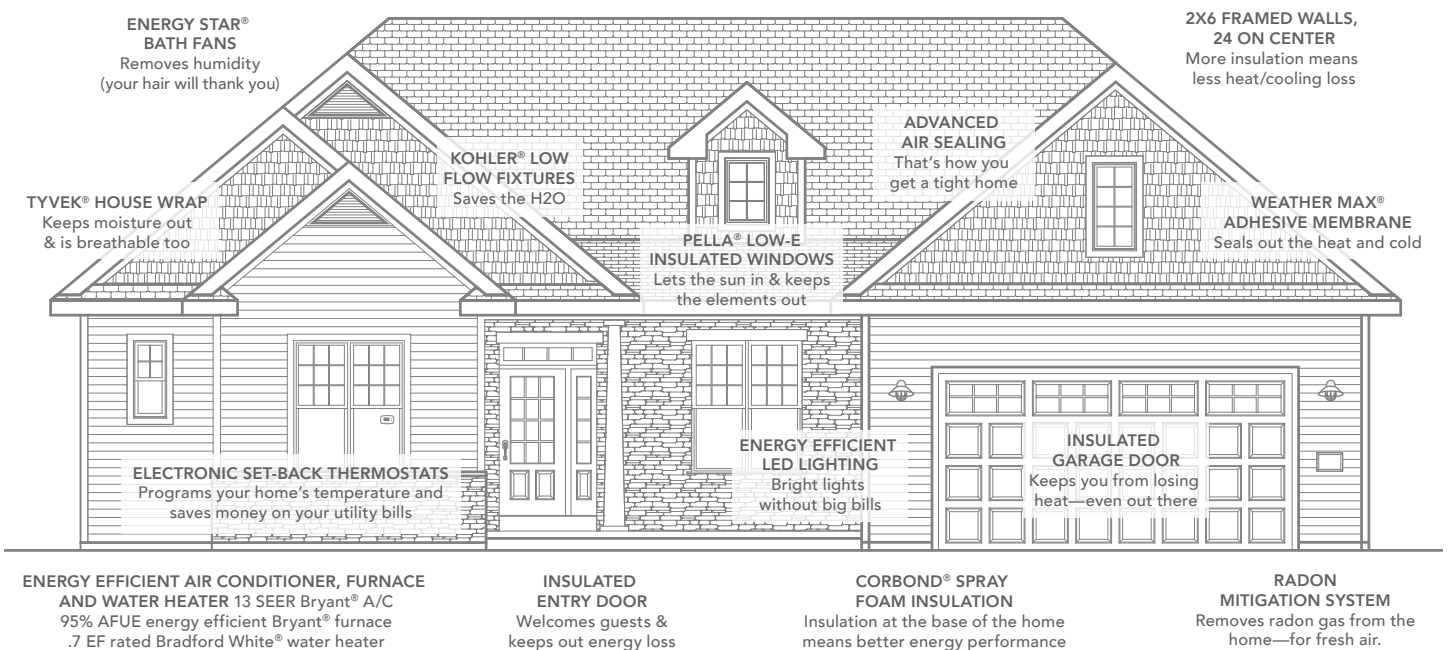 ENERGY STAR®
BATH FANS
Removes humidity
(your hair will thank you)
2X6 FRAMED WALLS,
24 ON CENTER
More insulation means
less heat/cooling loss
KOHLER® LOW
FLOW FIXTURES
Saves the H2O
ADVANCED
AIR SEALING
That's how you
get a tight home
TYVEK® HOUSE WRAP
Keeps moisture out
& is breathable too
PELLA® LOW-E
INSULATED WINDOWS
Lets the sun in & keeps
the elements out
WEATHER MAX®
ADHESIVE MEMBRANE
Seals out the heat and cold
ELECTRONIC SET-BACK THERMOSTATS
Programs your home's temperature and
saves money on your utility bills
ENERGY EFFICIENT
LED LIGHTING
Bright lights
without big bills
INSULATED
GARAGE DOOR
Keeps you from losing
heat—even out there
ENERGY EFFICIENT AIR CONDITIONER, FURNACE
AND WATER HEATER 13 SEER Bryant® A/C
95% AFUE energy efficient Bryant® furnace
.7 EF rated Bradford White® water heater
INSULATED
ENTRY DOOR
Welcomes guests &
keeps out energy loss
CORBOND® SPRAY
FOAM INSULATION
Insulation at the base of the home
means better energy performance
RADON
MITIGATION SYSTEM
Removes radon gas from the
home—for fresh air.